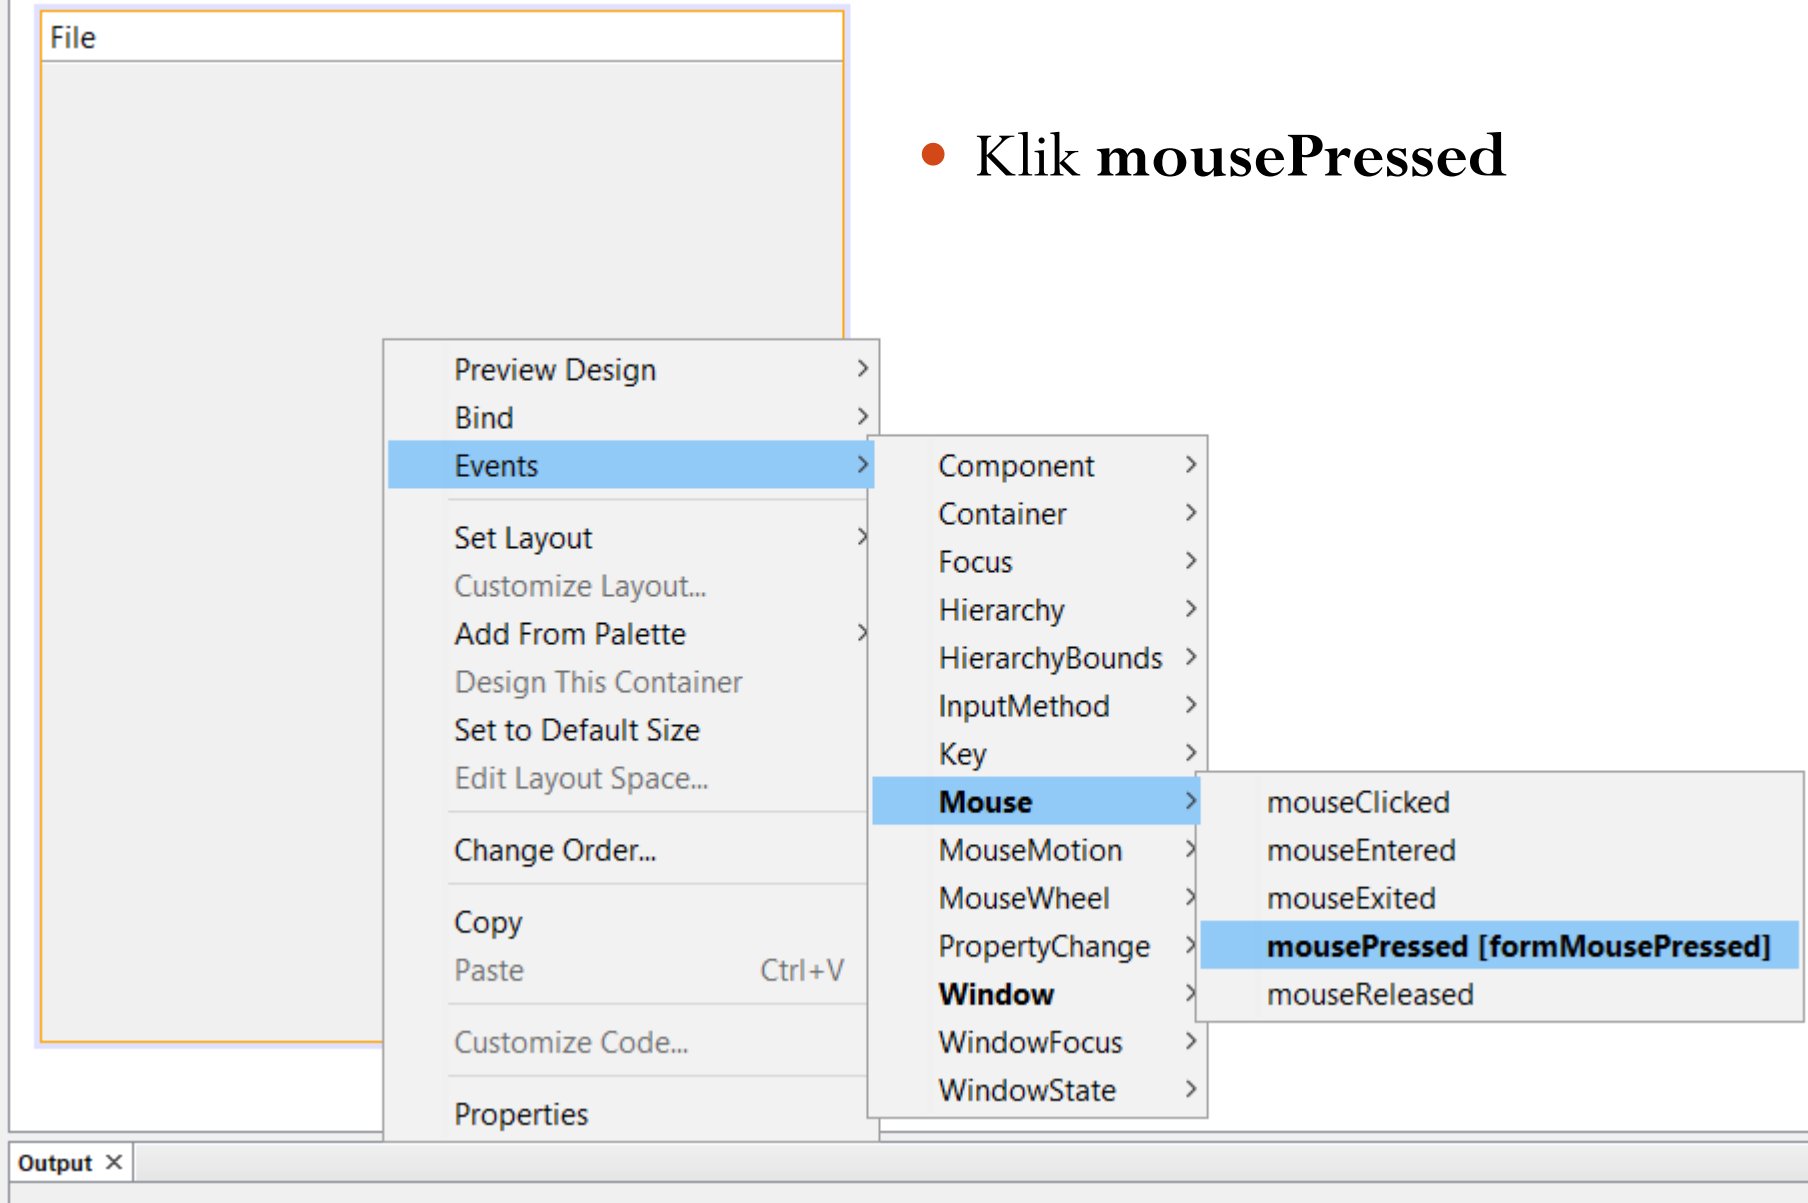 File
• Klik mousePressed
Preview Design
Bind
Events
Set Layout
Customize Layout...
Add From Palette
Design This Container
Set to Default Size
Edit Layout Space...
Change Order...
Copy
Paste Ctrl+V
Customize Code...
Properties
Component
Container
Focus
Hierarchy
HierarchyBounds
InputMethod
Key
Mouse
MouseMotion
MouseWheel
PropertyChange
Window
WindowFocus
WindowState
mouseClicked
mouseEntered
mouseExited
mousePressed [formMousePressed]
mouseReleased
Output